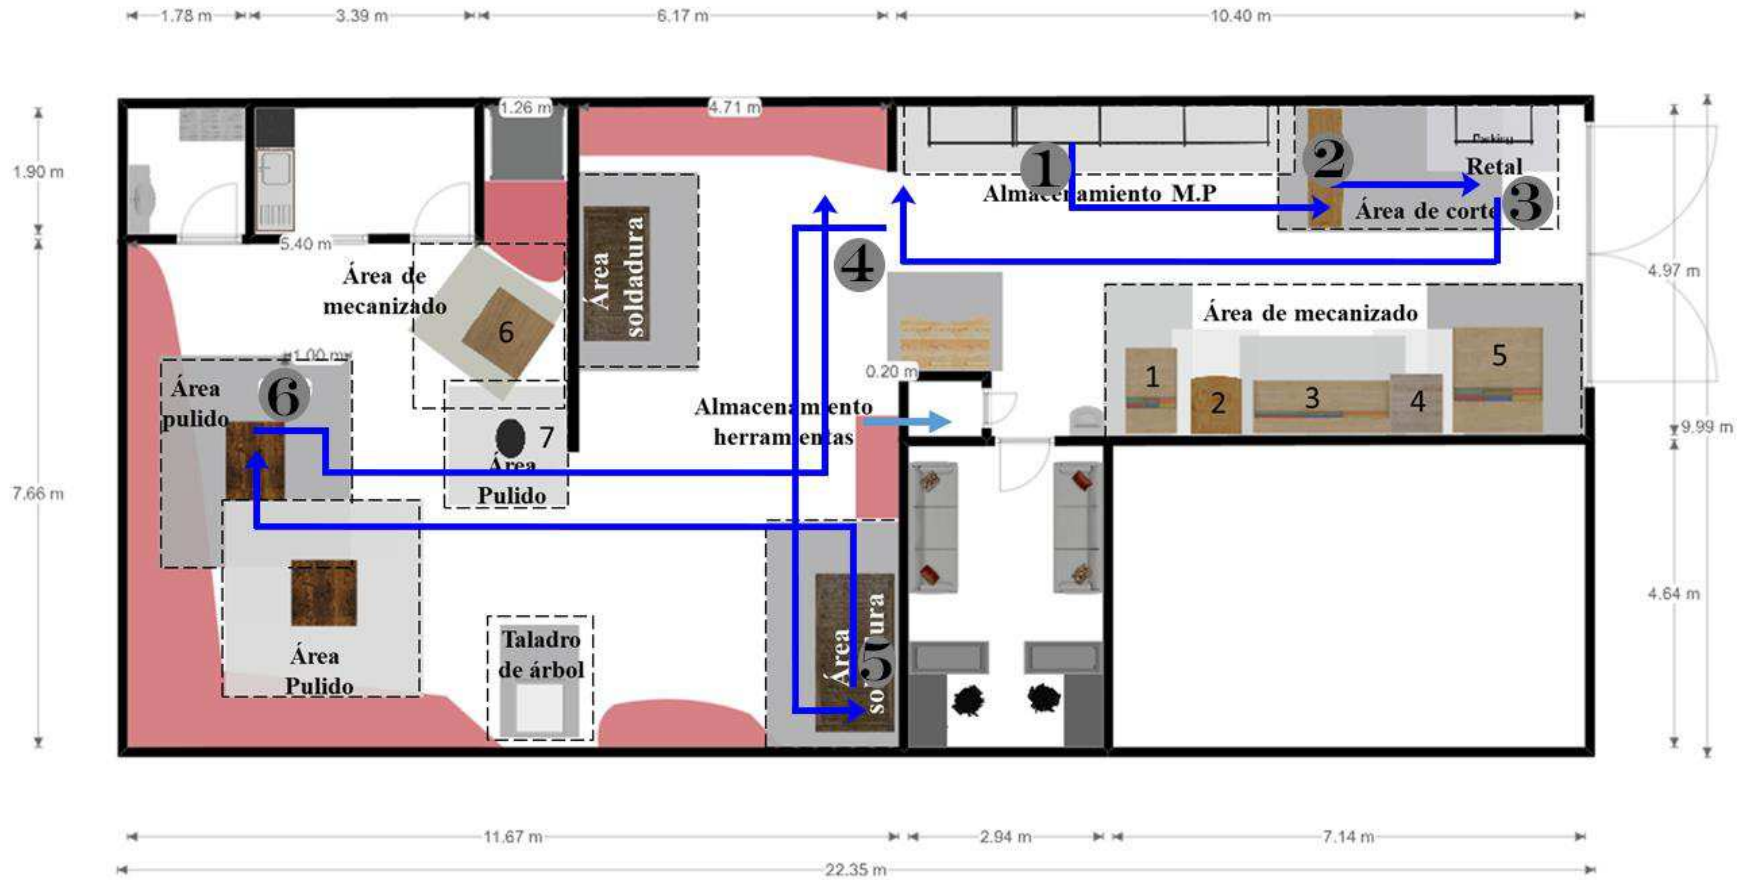 1.78 m
3.39 m
6.17 m
10.40 m
1.26 m
4.71 m
1.90 m
Parking
Retal
1
2
3
Almacenamiento M.P
Área de corte
5.40 m
4
Área de
mecanizado
6
Área
soldadura
4.97 m
Área de mecanizado
1
2
3
4
5
1.00 m
Área
pulido
6
0.20 m
Almacenamiento
herramientas
9.99 m
7
Área
Pulido
7.66 m
4.64 m
Área
Pulido
Taladro
de árbol
Área
soldadura
5
11.67 m
2.94 m
7.14 m
22.35 m